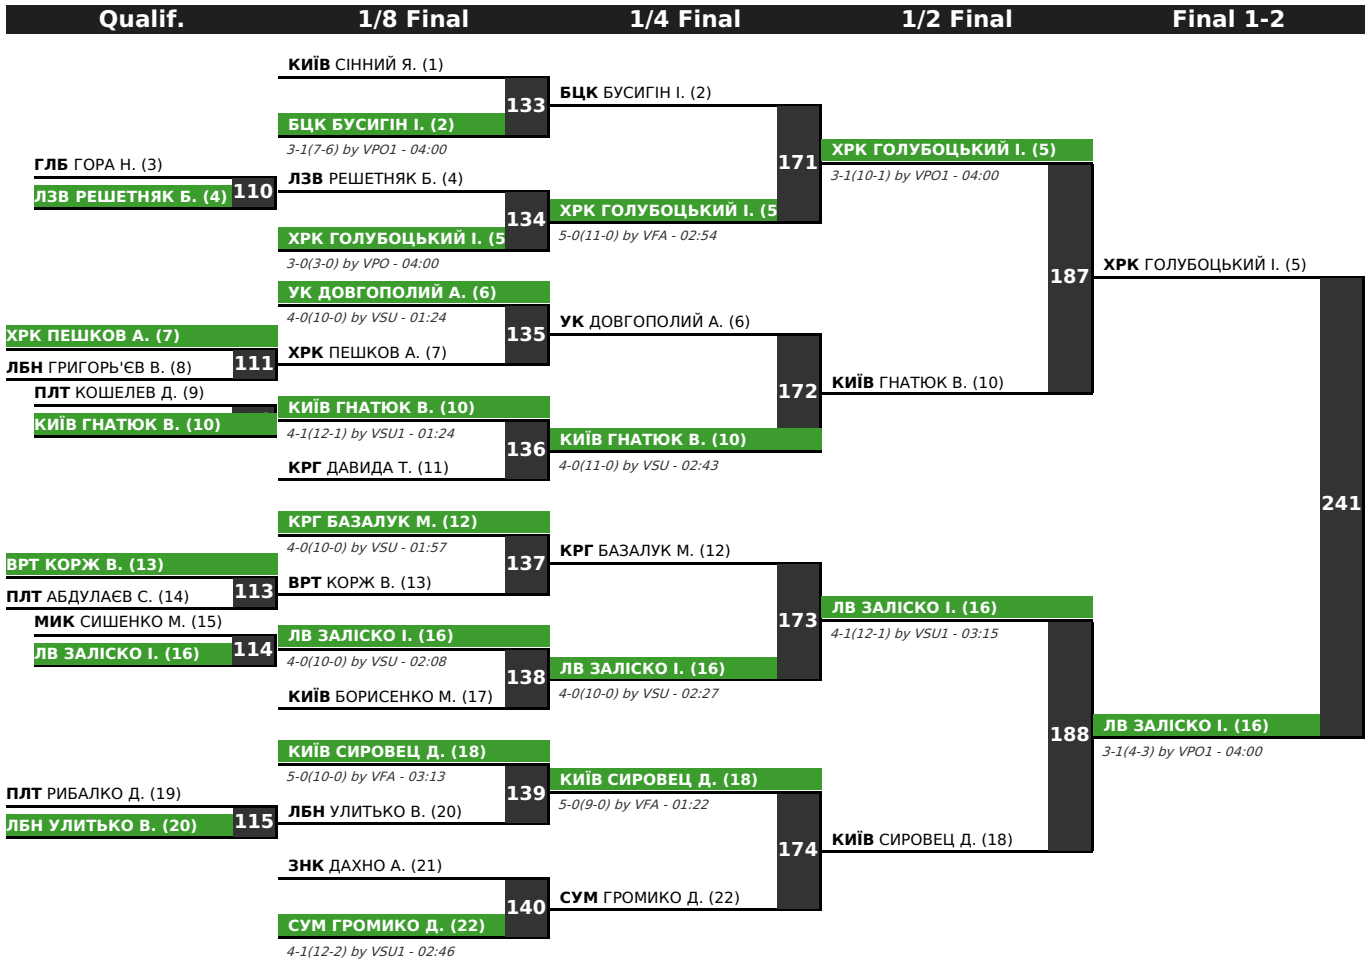 Qualif.
1/8 Final
1/4 Final
1/2 Final
Final 1-2
ГЛБ ГОРА Н. (3)
ЛЗВ РЕШЕТНЯК Б. (4)
110
ХРК ПЕШКОВ А. (7)
ЛБН ГРИГОРЬ'ЄВ В. (8)
111
ПЛТ КОШЕЛЕВ Д. (9)
КИЇВ ГНАТЮК В. (10)
ВРТ КОРЖ В. (13)
ПЛТ АБДУЛАЄВ С. (14)
113
МИК СИШЕНКО М. (15)
ЛВ ЗАЛІСКО І. (16)
114
ПЛТ РИБАЛКО Д. (19)
ЛБН УЛИТЬКО В. (20)
115
КИЇВ СІННИЙ Я. (1)
133
БЦК БУСИГІН І. (2)
3-1(7-6) by VPO1 - 04:00
ЛЗВ РЕШЕТНЯК Б. (4)
134
ХРК ГОЛУБОЦЬКИЙ І. (5
3-0(3-0) by VPO - 04:00
УК ДОВГОПОЛИЙ А. (6)
4-0(10-0) by VSU - 01:24
135
ХРК ПЕШКОВ А. (7)
КИЇВ ГНАТЮК В. (10)
4-1(12-1) by VSU1 - 01:24
136
КРГ ДАВИДА Т. (11)
КРГ БАЗАЛУК М. (12)
4-0(10-0) by VSU - 01:57
137
ВРТ КОРЖ В. (13)
ЛВ ЗАЛІСКО І. (16)
4-0(10-0) by VSU - 02:08
138
КИЇВ БОРИСЕНКО М. (17)
КИЇВ СИРОВЕЦ Д. (18)
5-0(10-0) by VFA - 03:13
139
ЛБН УЛИТЬКО В. (20)
ЗНК ДАХНО А. (21)
140
СУМ ГРОМИКО Д. (22)
4-1(12-2) by VSU1 - 02:46
БЦК БУСИГІН І. (2)
171
ХРК ГОЛУБОЦЬКИЙ І. (5
5-0(11-0) by VFA - 02:54
УК ДОВГОПОЛИЙ А. (6)
172
КИЇВ ГНАТЮК В. (10)
4-0(11-0) by VSU - 02:43
КРГ БАЗАЛУК М. (12)
173
ЛВ ЗАЛІСКО І. (16)
4-0(10-0) by VSU - 02:27
КИЇВ СИРОВЕЦ Д. (18)
5-0(9-0) by VFA - 01:22
174
СУМ ГРОМИКО Д. (22)
ХРК ГОЛУБОЦЬКИЙ І. (5)
3-1(10-1) by VPO1 - 04:00
187
КИЇВ ГНАТЮК В. (10)
ЛВ ЗАЛІСКО І. (16)
4-1(12-1) by VSU1 - 03:15
188
КИЇВ СИРОВЕЦ Д. (18)
ХРК ГОЛУБОЦЬКИЙ І. (5)
241
ЛВ ЗАЛІСКО І. (16)
3-1(4-3) by VPO1 - 04:00